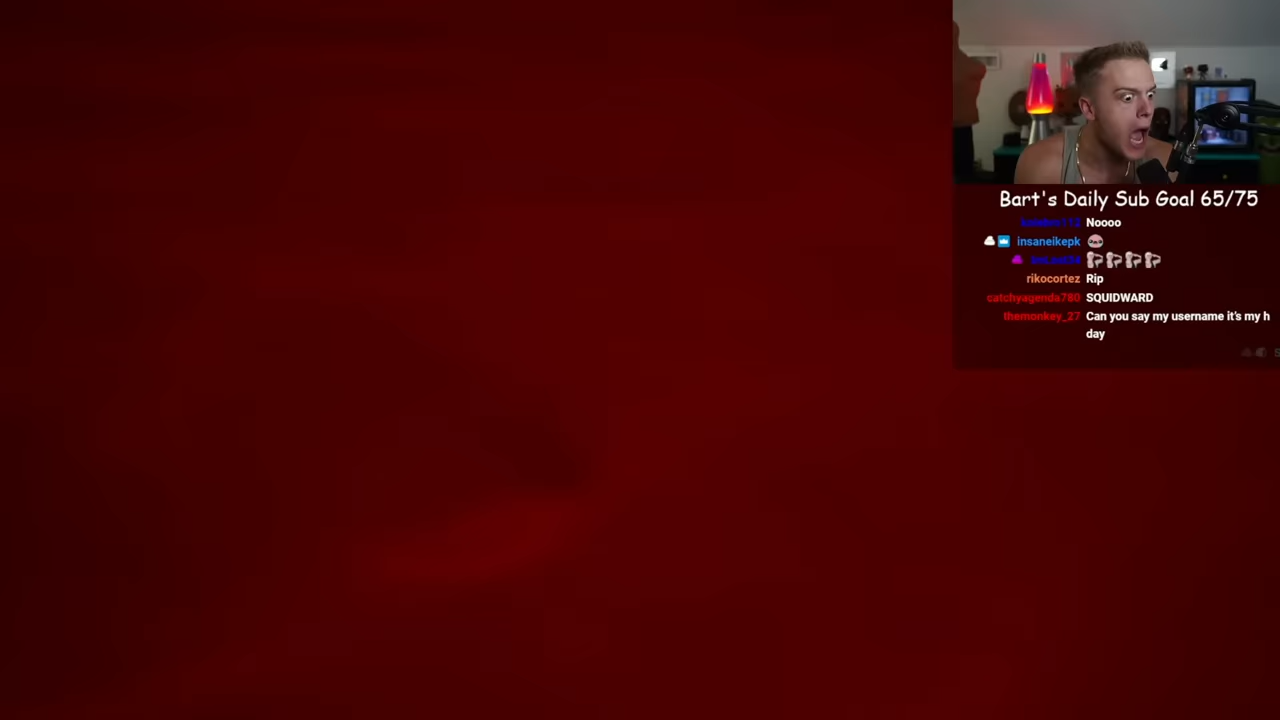 Bart's Daily Sub Goal 65/75
Noooo
insaneikepk
rikocortez Rip
catchyagenda780 SQUIDWARD
themonkey_27 Can you say my username it's my h
day